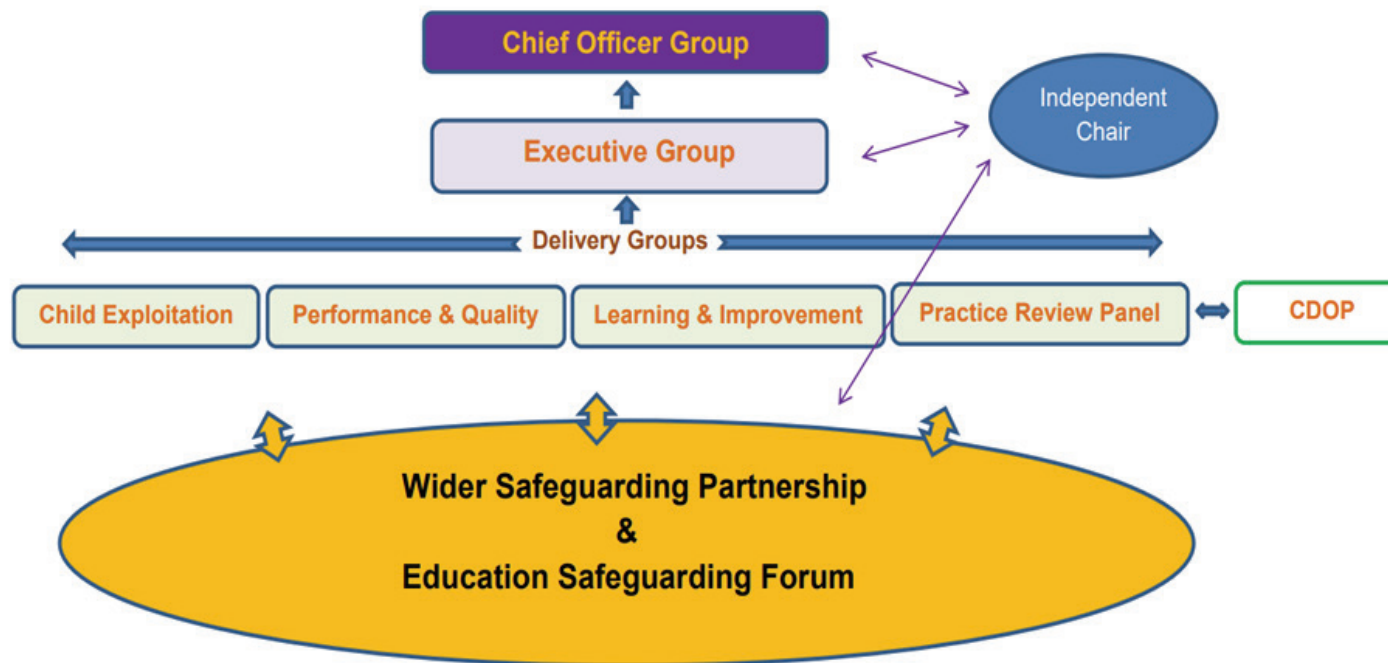 Chief Officer Group
Independent
Chair
Executive Group
Delivery Groups
Child Exploitation
Performance & Quality
Learning & Improvement
Practice Review Panel
CDOP
Wider Safeguarding Partnership
&
Education Safeguarding Forum